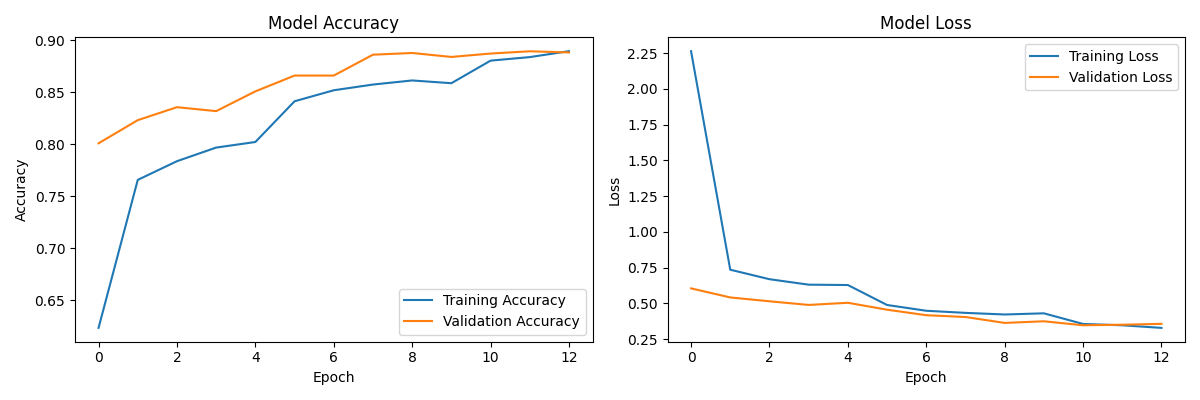 Model Accuracy
0.90
0.85
0.80
0.75
0.70
0.65
Accuracy
0 2 4 6 8 10 12
Epoch
Training Accuracy
Validation Accuracy
Model Loss
2.25
2.00
1.75
1.50
1.25
1.00
0.75
0.50
0.25
Loss
0 2 4 6 8 10 12
Epoch
Training Loss
Validation Loss